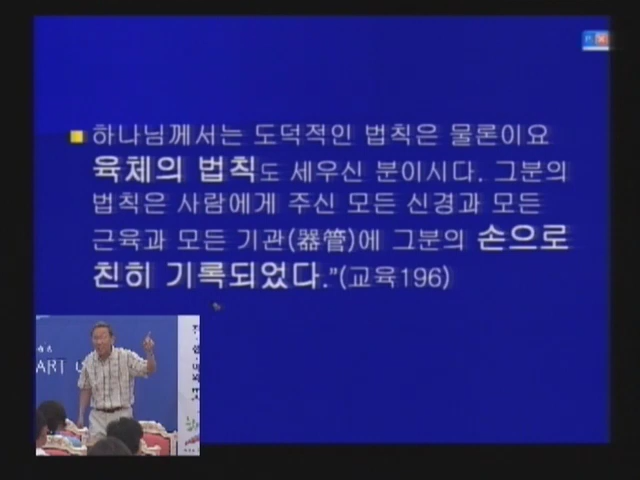 하나님께서는 도덕적인 법칙은 물론이요
육체의 법칙도 세우신 분이시다. 그분의
법칙은 사람에게 주신 모든 신경과 모든
근육과 모든 기관(器管)에 그분의 손으로
친히 기록되었다.”(교육196)
ART